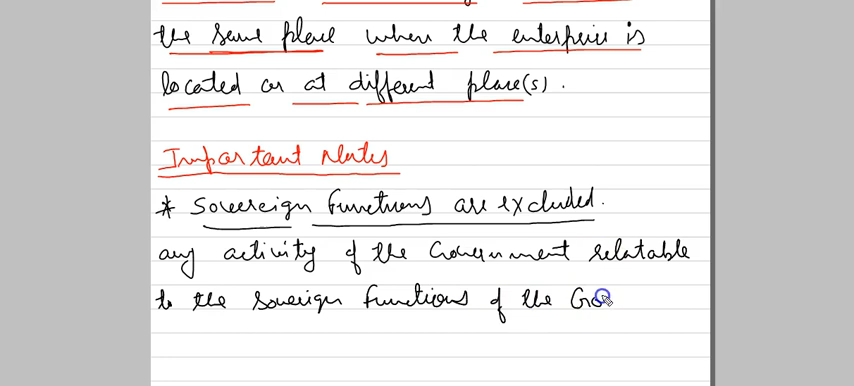 the same place when the enterprise is
located or at different place(s).
Important Notes
* Sovereign Functions are excluded.
any activity of the Government relatable
to the Sovereign Functions of the Go